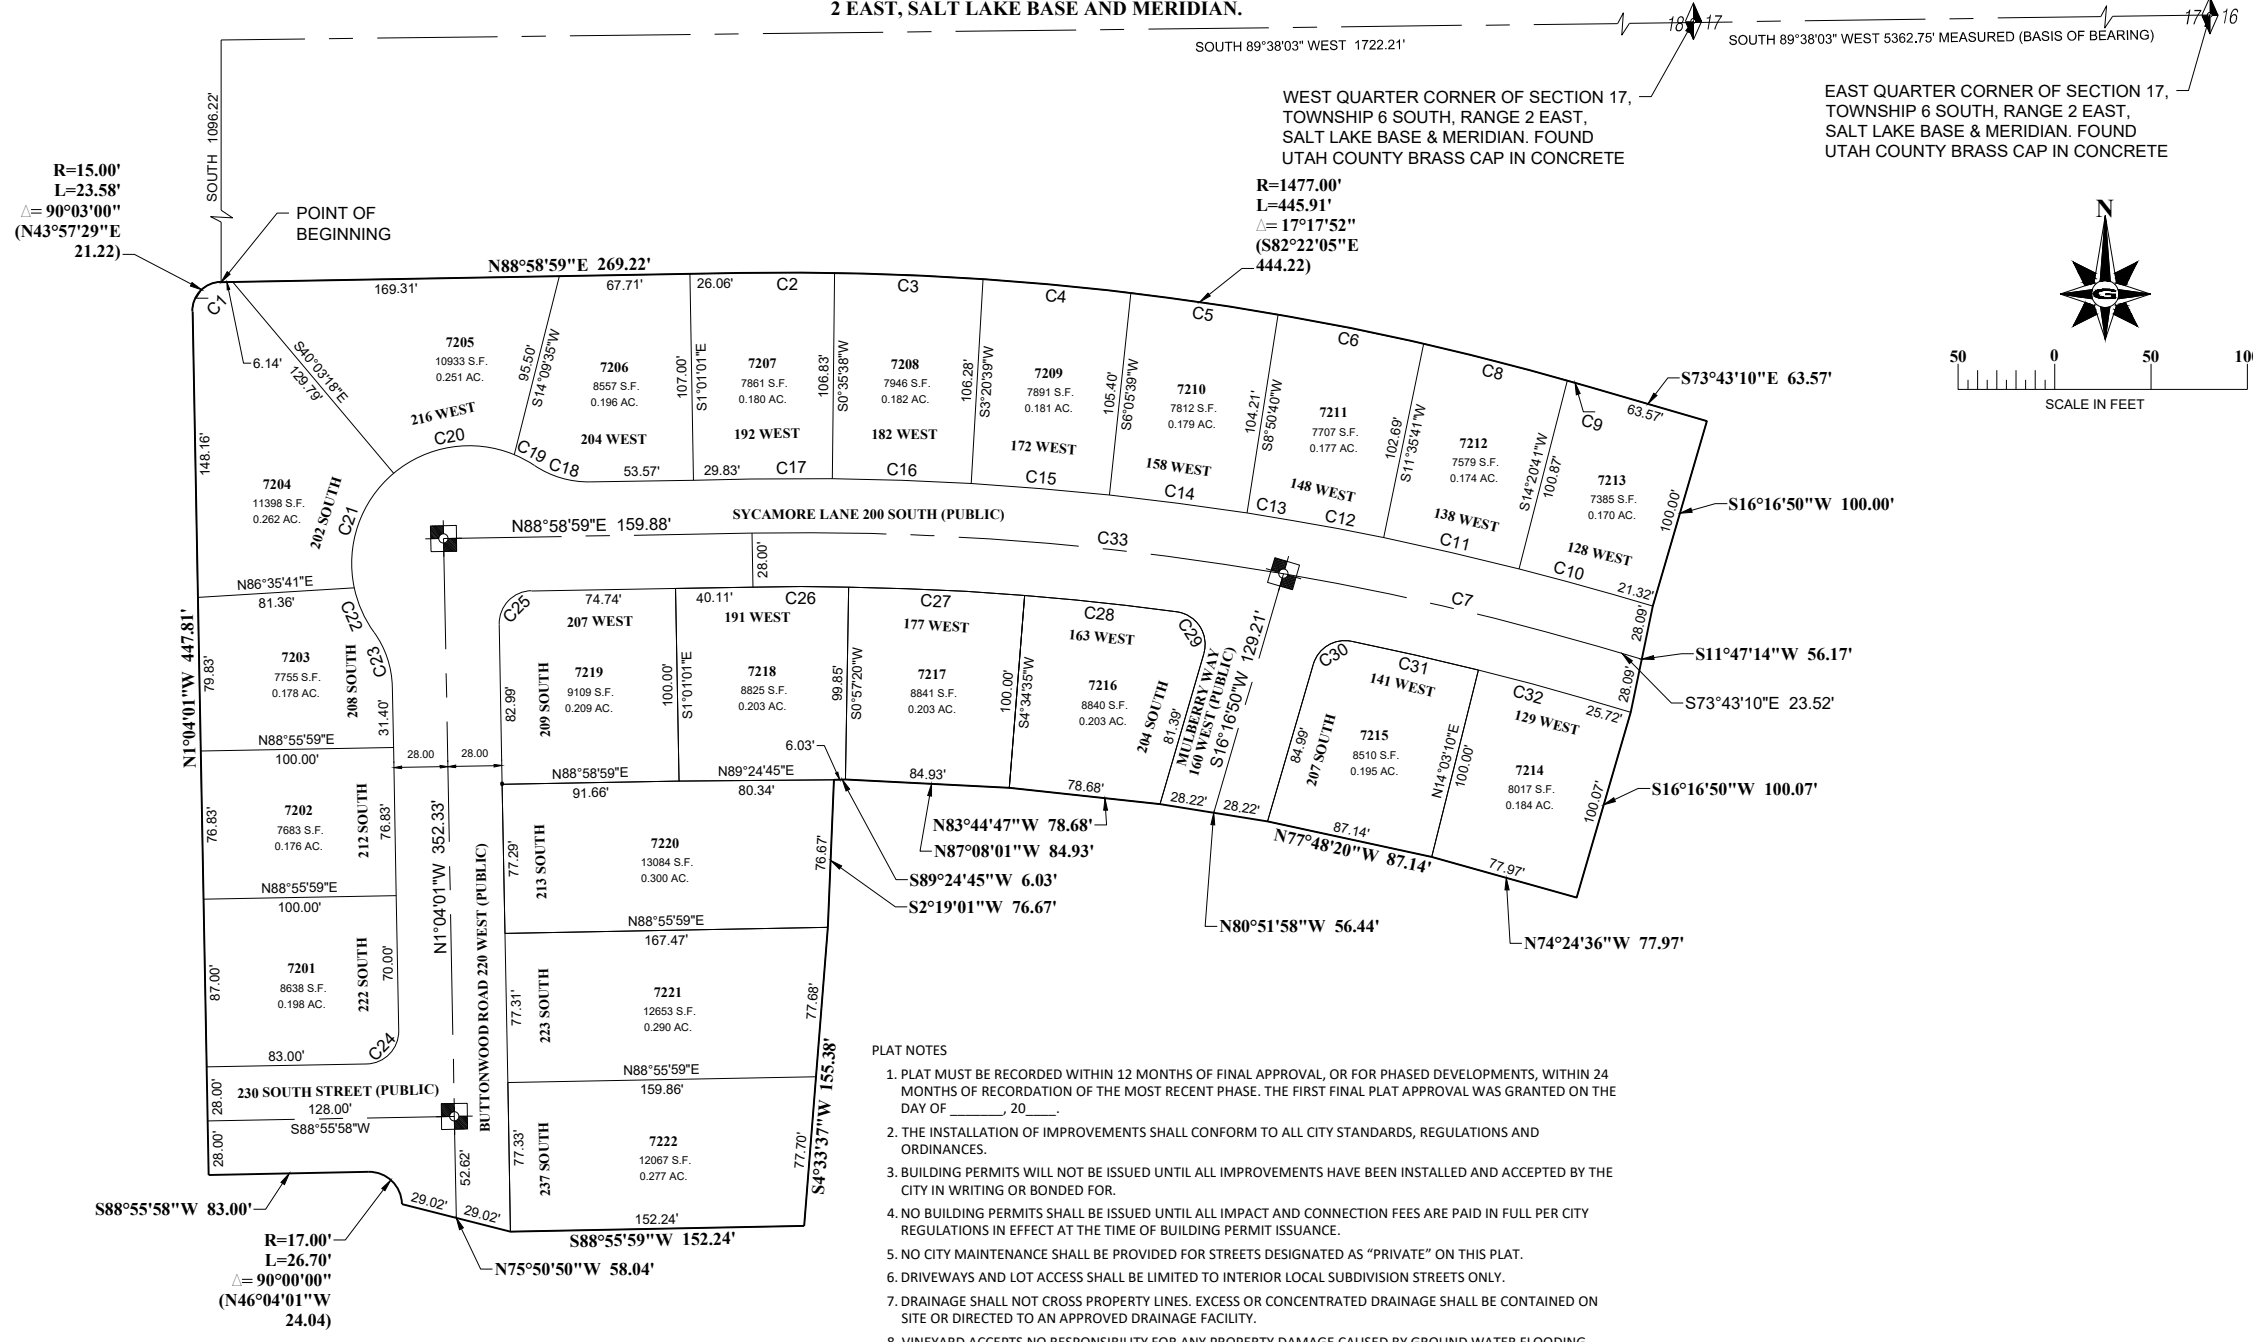 2 EAST, SALT LAKE BASE AND MERIDIAN.
18 17
17 16
SOUTH 89°38'03" WEST 1722.21'
SOUTH 89°38'03" WEST 5362.75' MEASURED (BASIS OF BEARING)
WEST QUARTER CORNER OF SECTION 17,
TOWNSHIP 6 SOUTH, RANGE 2 EAST,
SALT LAKE BASE & MERIDIAN. FOUND
UTAH COUNTY BRASS CAP IN CONCRETE
EAST QUARTER CORNER OF SECTION 17,
TOWNSHIP 6 SOUTH, RANGE 2 EAST,
SALT LAKE BASE & MERIDIAN. FOUND
UTAH COUNTY BRASS CAP IN CONCRETE
SOUTH 1096.22'
R=15.00'
L=23.58'
△= 90°03'00"
(N43°57'29"E
21.22)
POINT OF
BEGINNING
R=1477.00'
L=445.91'
△= 17°17'52"
(S82°22'05"E
444.22)
N
G
50 0 50 100
SCALE IN FEET
N88°58'59"E 269.22'
C1
169.31'
67.71'
26.06'
C2
C3
C4
C5
C6
C8
C9
63.57'
S73°43'10"E 63.57'
6.14'
S40°03'18"E
129.79'
7205
10933 S.F.
0.251 AC.
216 WEST
95.50'
S14°09'35"W
7206
8557 S.F.
0.196 AC.
204 WEST
107.00'
S1°01'01"E
7207
7861 S.F.
0.180 AC.
192 WEST
106.83'
S0°35'38"W
7208
7946 S.F.
0.182 AC.
182 WEST
106.28'
S3°20'39"W
7209
7891 S.F.
0.181 AC.
172 WEST
105.40'
S6°05'39"W
7210
7812 S.F.
0.179 AC.
158 WEST
104.21'
S8°50'40"W
7211
7707 S.F.
0.177 AC.
148 WEST
102.69'
S11°35'41"W
7212
7579 S.F.
0.174 AC.
138 WEST
S14°20'41"W
100.87'
7213
7385 S.F.
0.170 AC.
128 WEST
100.00'
S16°16'50"W 100.00'
148.16'
7204
11398 S.F.
0.262 AC.
202 SOUTH
C20
C21
C19
C18
53.57'
29.83'
C17
C16
C15
C14
C13
C12
C11
C10
21.32'
28.09'
N88°58'59"E 159.88'
SYCAMORE LANE 200 SOUTH (PUBLIC)
C33
C7
28.00'
S11°47'14"W 56.17'
28.09'
S73°43'10"E 23.52'
N86°35'41"E
81.36'
C22
C23
C25
74.74'
207 WEST
40.11'
C26
191 WEST
C27
177 WEST
C28
163 WEST
C29
C30
C31
141 WEST
C32
25.72'
129 WEST
N1°04'01"W 447.81'
79.83'
7203
7755 S.F.
0.178 AC.
208 SOUTH
31.40'
82.99'
209 SOUTH
7219
9109 S.F.
0.209 AC.
100.00'
S1°01'01"E
7218
8825 S.F.
0.203 AC.
99.85'
S0°57'20"W
7217
8841 S.F.
0.203 AC.
100.00'
S4°34'35"W
7216
8840 S.F.
0.203 AC.
204 SOUTH
81.39'
MULBERRY WAY
160 WEST (PUBLIC)
S16°16'50"W 129.21'
84.99'
207 SOUTH
7215
8510 S.F.
0.195 AC.
N14°03'10"E
100.00'
7214
8017 S.F.
0.184 AC.
100.07'
S16°16'50"W 100.07'
N88°55'59"E
100.00'
28.00
28.00
N88°58'59"E
91.66'
N89°24'45"E
80.34'
6.03'
84.93'
78.68'
28.22'
28.22'
87.14'
N77°48'20"W 87.14'
77.97'
N83°44'47"W 78.68'
N87°08'01"W 84.93'
S89°24'45"W 6.03'
S2°19'01"W 76.67'
N80°51'58"W 56.44'
N74°24'36"W 77.97'
76.83'
7202
7683 S.F.
0.176 AC.
212 SOUTH
76.83'
N1°04'01"W 352.33'
BUTTONWOOD ROAD 220 WEST (PUBLIC)
77.29'
213 SOUTH
7220
13084 S.F.
0.300 AC.
76.67'
N88°55'59"E
100.00'
N88°55'59"E
167.47'
87.00'
7201
8638 S.F.
0.198 AC.
222 SOUTH
70.00'
C24
83.00'
77.31'
223 SOUTH
7221
12653 S.F.
0.290 AC.
77.68'
N88°55'59"E
159.86'
S4°33'37"W 155.38'
28.00'
230 SOUTH STREET (PUBLIC)
128.00'
S88°55'58"W
28.00'
52.62'
77.33'
237 SOUTH
7222
12067 S.F.
0.277 AC.
77.70'
S88°55'58"W 83.00'
29.02'
29.02'
152.24'
S88°55'59"W 152.24'
R=17.00'
L=26.70'
△= 90°00'00"
(N46°04'01"W
24.04)
N75°50'50"W 58.04'
PLAT NOTES
1. PLAT MUST BE RECORDED WITHIN 12 MONTHS OF FINAL APPROVAL, OR FOR PHASED DEVELOPMENTS, WITHIN 24
MONTHS OF RECORDATION OF THE MOST RECENT PHASE. THE FIRST FINAL PLAT APPROVAL WAS GRANTED ON THE
DAY OF _______, 20____.
2. THE INSTALLATION OF IMPROVEMENTS SHALL CONFORM TO ALL CITY STANDARDS, REGULATIONS AND
ORDINANCES.
3. BUILDING PERMITS WILL NOT BE ISSUED UNTIL ALL IMPROVEMENTS HAVE BEEN INSTALLED AND ACCEPTED BY THE
CITY IN WRITING OR BONDED FOR.
4. NO BUILDING PERMITS SHALL BE ISSUED UNTIL ALL IMPACT AND CONNECTION FEES ARE PAID IN FULL PER CITY
REGULATIONS IN EFFECT AT THE TIME OF BUILDING PERMIT ISSUANCE.
5. NO CITY MAINTENANCE SHALL BE PROVIDED FOR STREETS DESIGNATED AS “PRIVATE” ON THIS PLAT.
6. DRIVEWAYS AND LOT ACCESS SHALL BE LIMITED TO INTERIOR LOCAL SUBDIVISION STREETS ONLY.
7. DRAINAGE SHALL NOT CROSS PROPERTY LINES. EXCESS OR CONCENTRATED DRAINAGE SHALL BE CONTAINED ON
SITE OR DIRECTED TO AN APPROVED DRAINAGE FACILITY.
8. VINEYARD ACCEPTS NO RESPONSIBILITY FOR ANY PROPERTY DAMAGE CAUSED BY GROUND WATER FLOODING